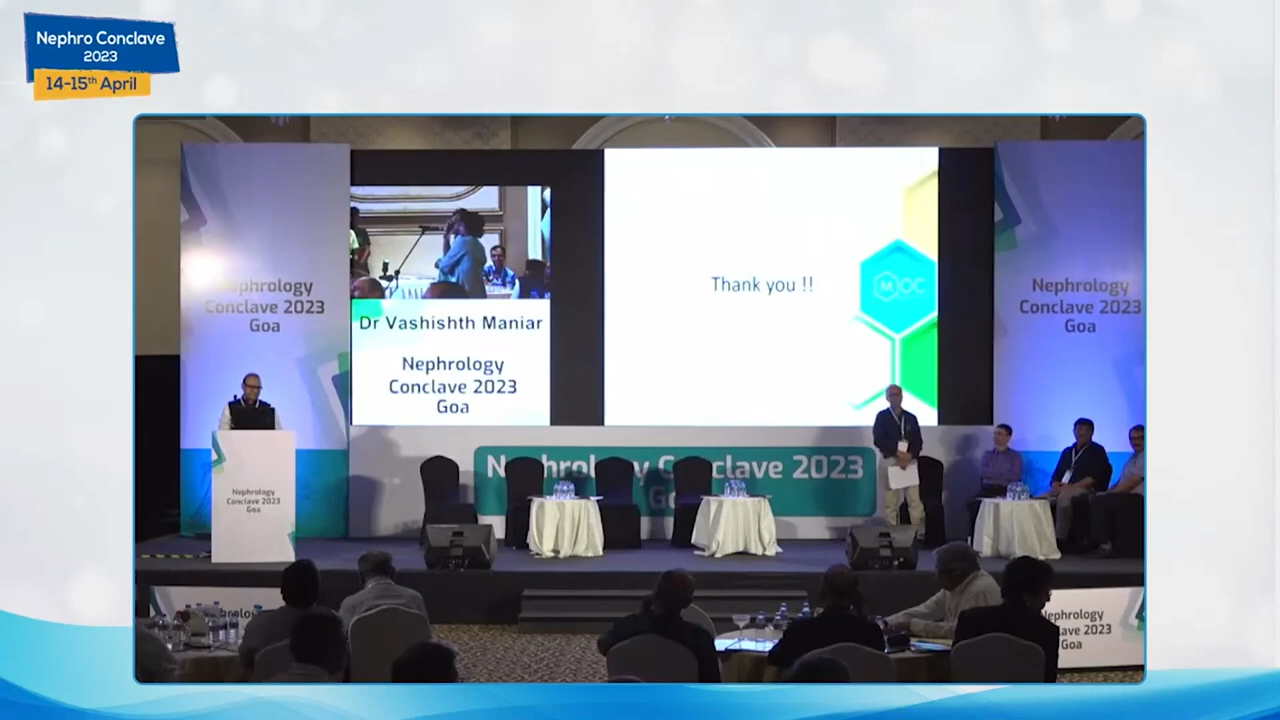 Nephro Conclave
2023
14-15th April
Nephrology
Conclave 2023
Goa
Dr Vashishth Maniar
Nephrology
Conclave 2023
Goa
Thank you !!
MOC
Nephrology
Conclave 2023
Goa
Nephrology Conclave 2023
Goa
Nephrology
Conclave 2023
Goa
Nephrology
Conclave 2023
Goa